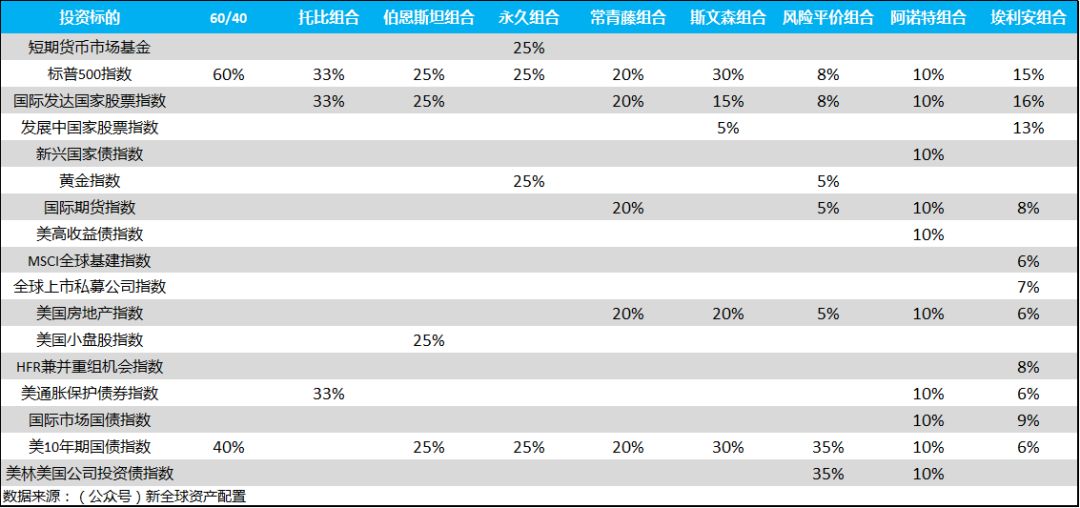 投资标的 60/40 托比组合 伯恩斯坦组合 永久组合 常青藤组合 斯文森组合 风险平价组合 阿诺特组合 埃利安组合
短期货币市场基金 25%
标普500指数 60% 33% 25% 25% 20% 30% 8% 10% 15%
国际发达国家股票指数 33% 25% 20% 15% 8% 10% 16%
发展中国家股票指数 5% 13%
新兴国家债指数 10%
黄金指数 25% 5%
国际期货指数 20% 5% 10% 8%
美高收益债指数 10%
MSCI全球基建指数 6%
全球上市私募公司指数 7%
美国房地产指数 20% 20% 5% 10% 6%
美国小盘股指数 25%
HFR兼并重组机会指数 8%
美通胀保护债券指数 33% 10% 6%
国际市场国债指数 10% 9%
美10年期国债指数 40% 25% 25% 20% 30% 35% 10% 6%
美林美国公司投资债指数 35% 10%
数据来源：（公众号）新全球资产配置